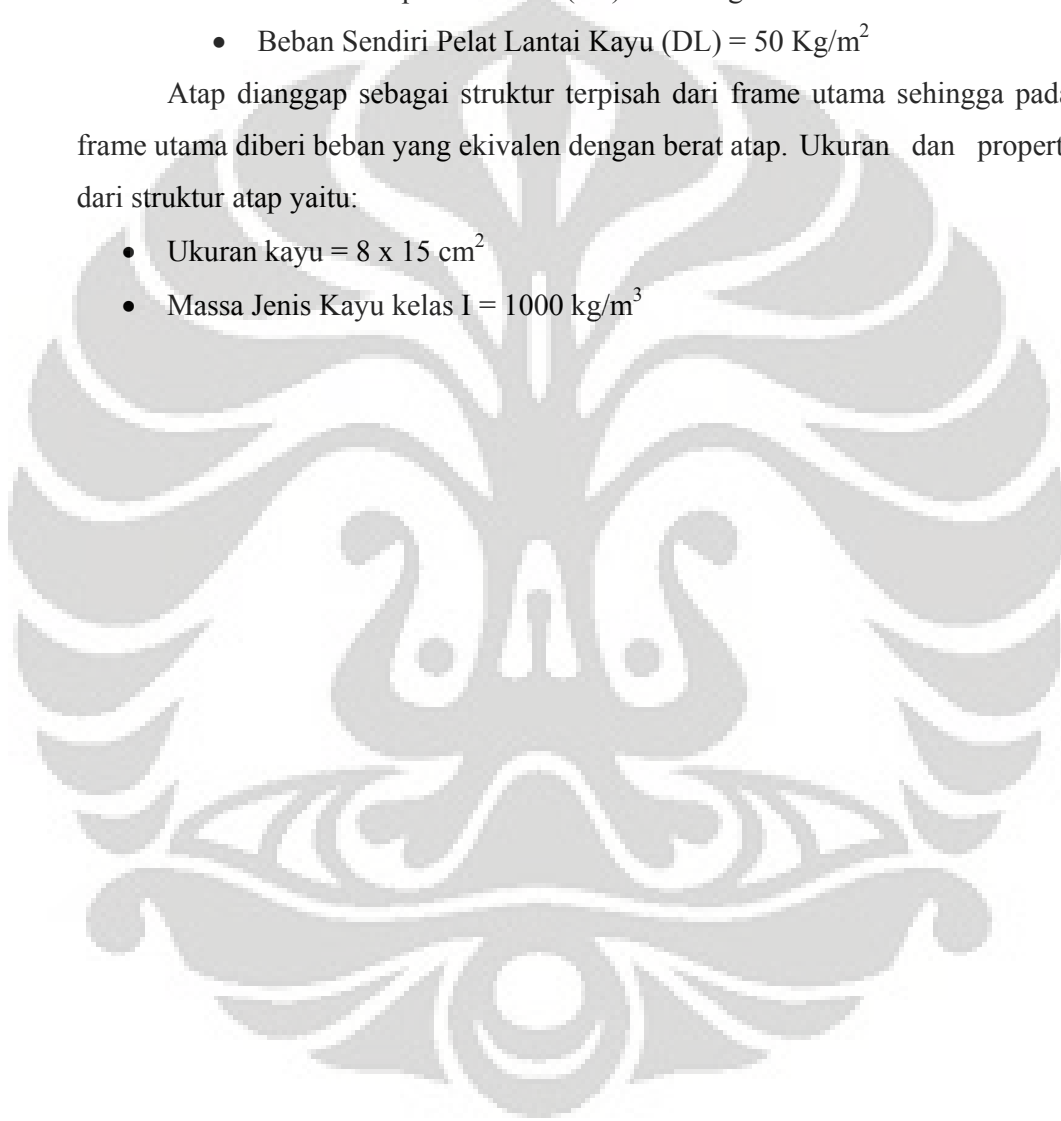 • Beban Sendiri Pelat Lantai Kayu (DL) = 50 Kg/m²
Atap dianggap sebagai struktur terpisah dari frame utama sehingga pada
frame utama diberi beban yang ekivalen dengan berat atap. Ukuran dan propert
dari struktur atap yaitu:
• Ukuran kayu = 8 x 15 cm²
• Massa Jenis Kayu kelas I = 1000 kg/m³